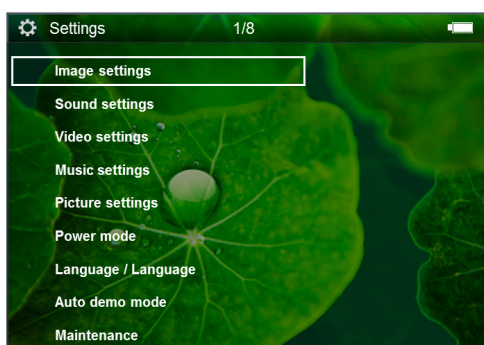 Settings 1/8
Image settings
Sound settings
Video settings
Music settings
Picture settings
Power mode
Language / Language
Auto demo mode
Maintenance